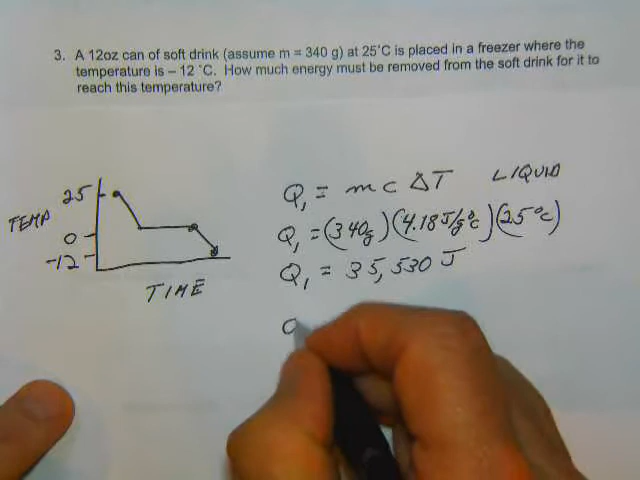 3. A 12oz can of soft drink (assume m = 340 g) at 25˚C is placed in a freezer where the
temperature is – 12 ˚C. How much energy must be removed from the soft drink for it to
reach this temperature?
Q₁ = mcΔT LIQUID
25
TEMP
0
-12
TIME
Q₁ = (340g)(4.18J/g°C)(25°C)
Q₁ = 35,530 J